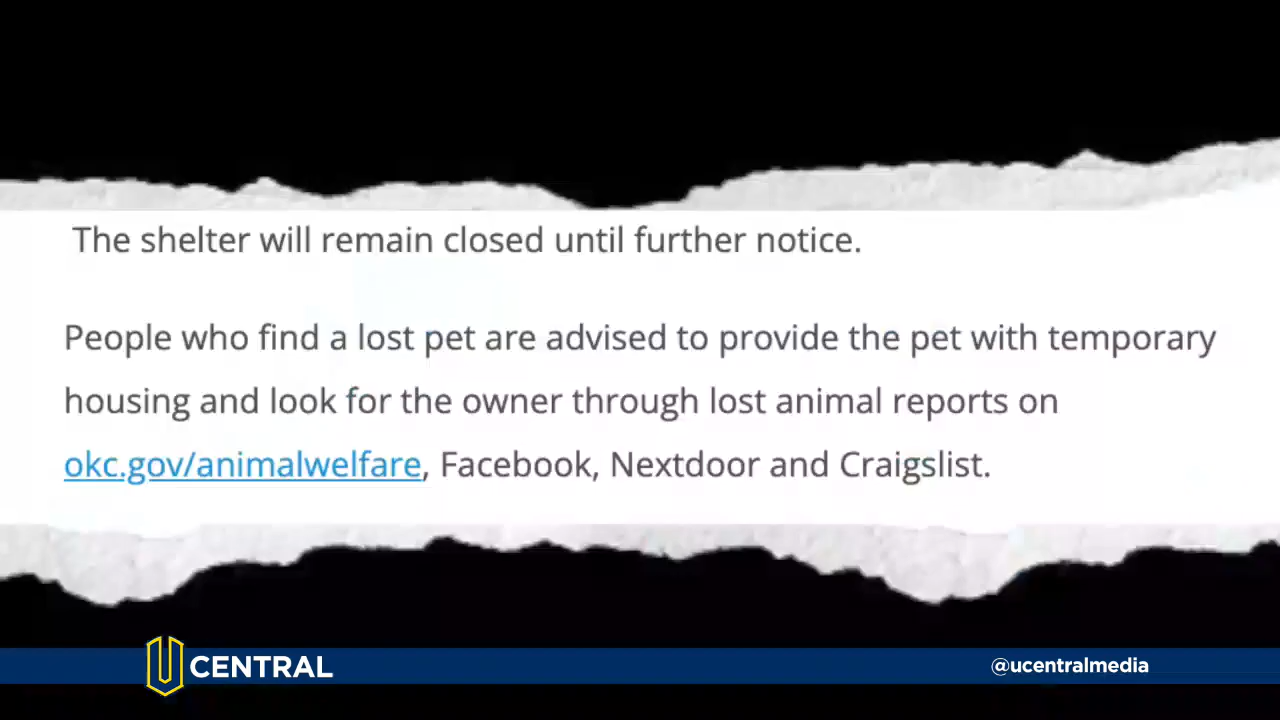 The shelter will remain closed until further notice.
People who find a lost pet are advised to provide the pet with temporary
housing and look for the owner through lost animal reports on
okc.gov/animalwelfare, Facebook, Nextdoor and Craigslist.
U CENTRAL @ucentralmedia